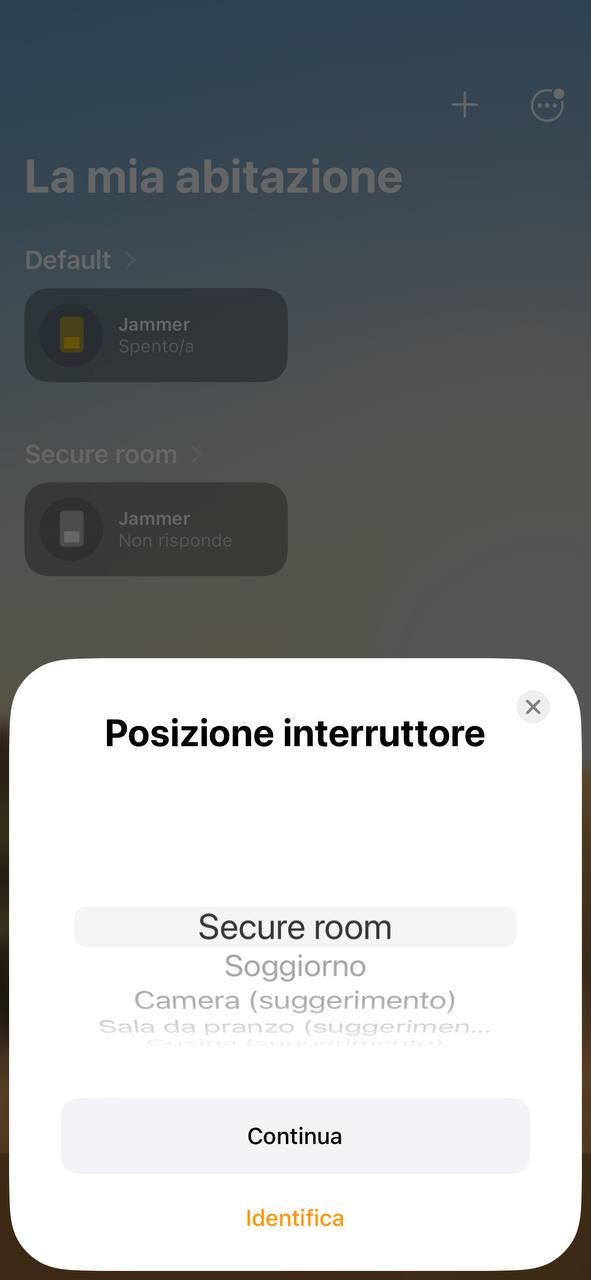 La mia abitazione
Default
Jammer
Spento/a
Secure room
Jammer
Non risponde
Posizione interruttore
Secure room
Soggiorno
Camera (suggerimento)
Sala da pranzo (suggerimen...
Cucina (suggerimento)
Continua
Identifica